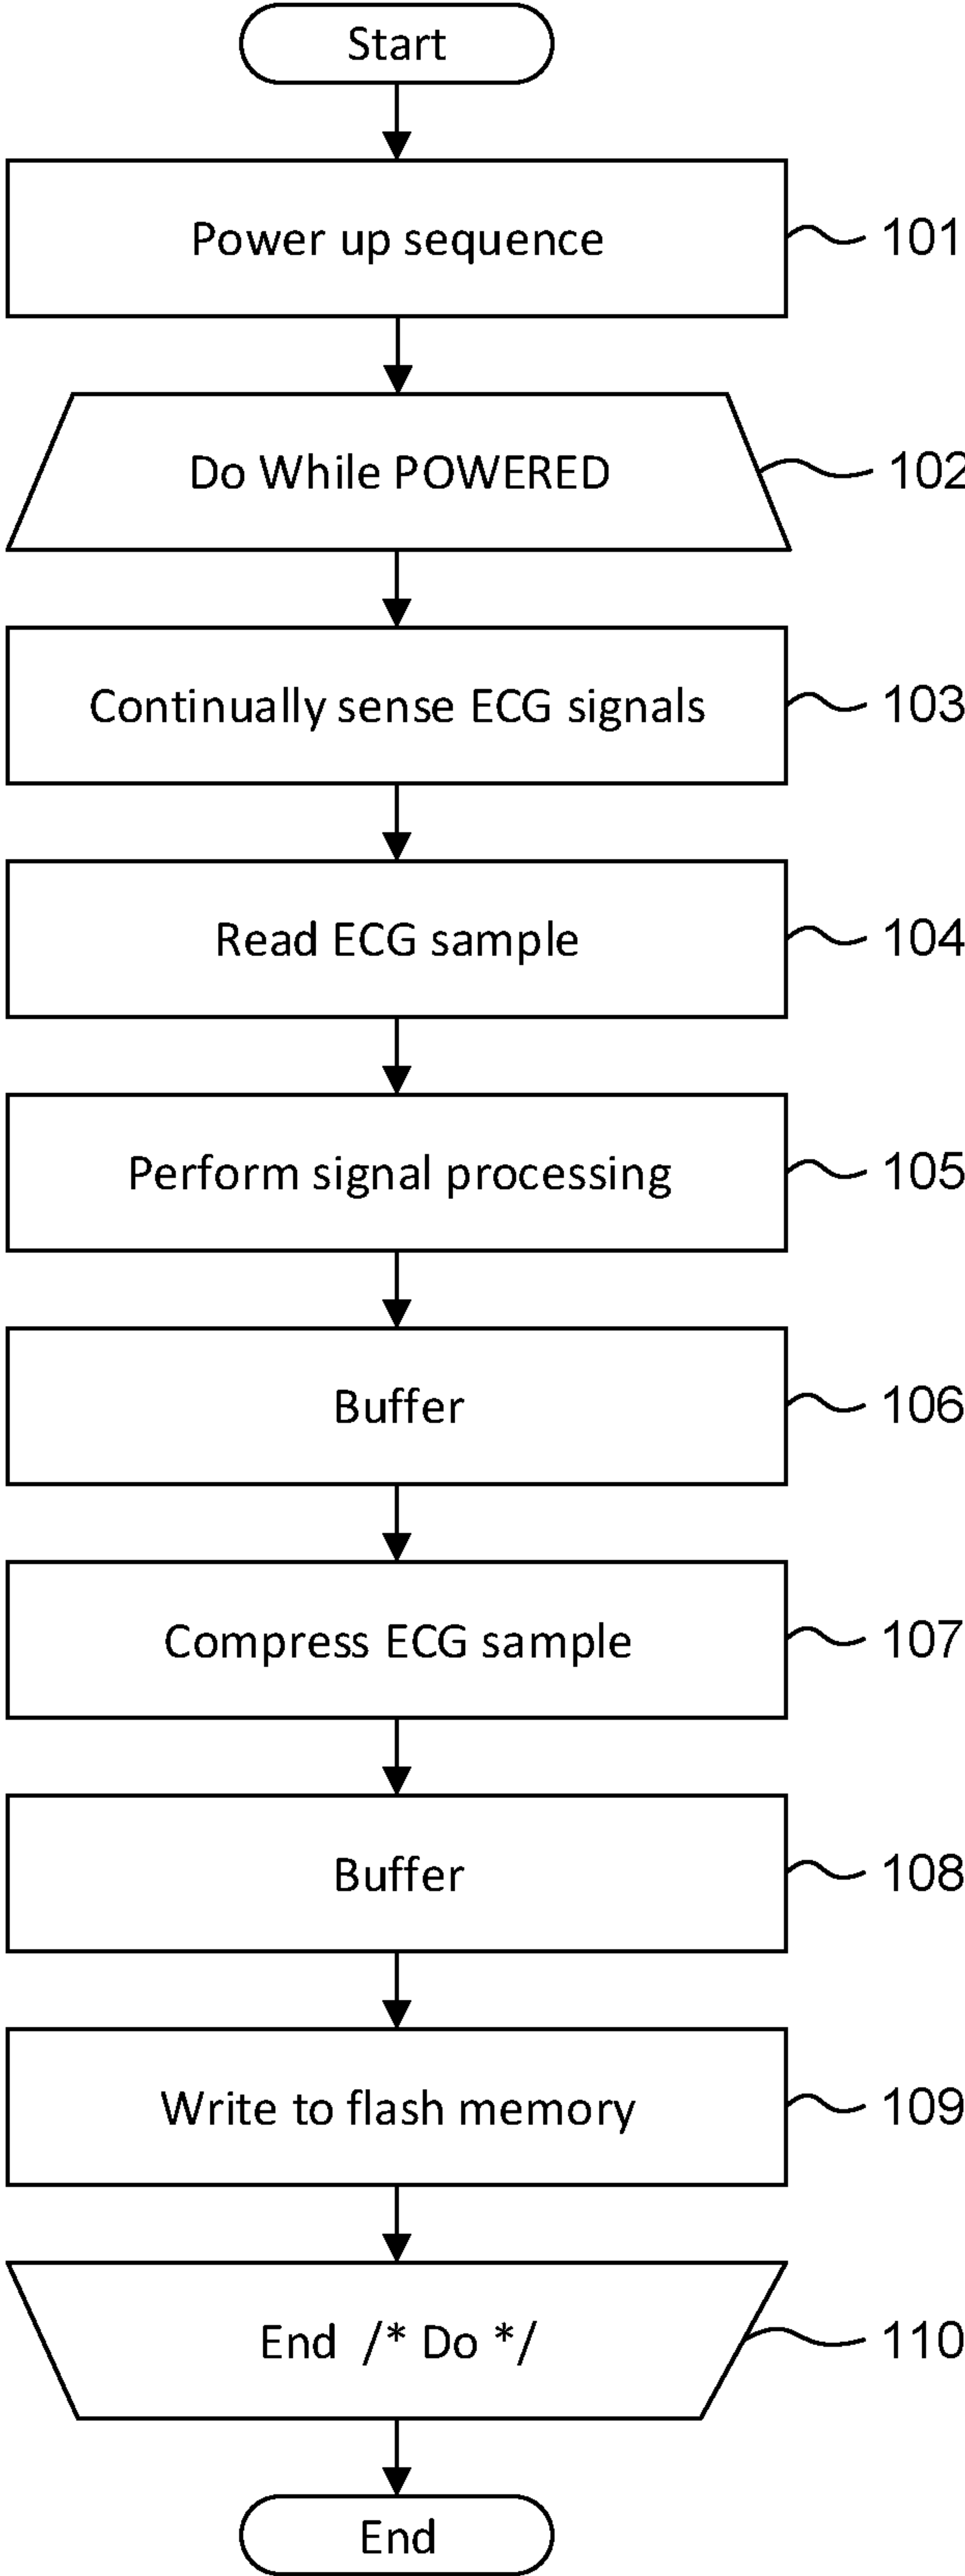 Start
Power up sequence 101
Do While POWERED 102
Continually sense ECG signals 103
Read ECG sample 104
Perform signal processing 105
Buffer 106
Compress ECG sample 107
Buffer 108
Write to flash memory 109
End /* Do */ 110
End